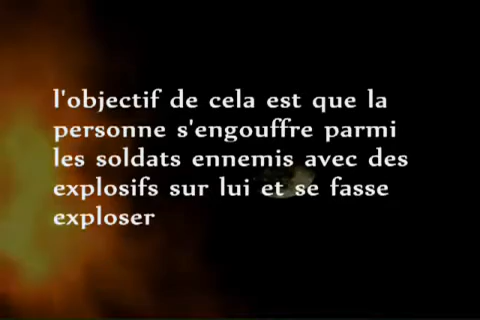 l'objectif de cela est que la
personne s'engouffre parmi
les soldats ennemis avec des
explosifs sur lui et se fasse
exploser